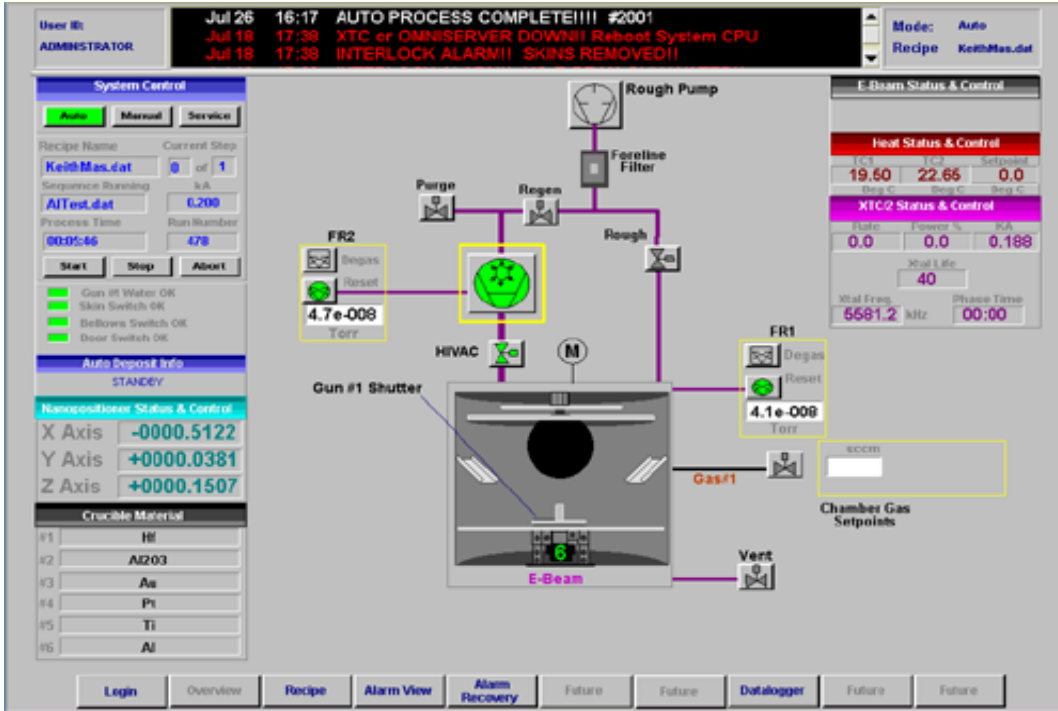 User ID:
ADMINISTRATOR
Jul 26 16:17 AUTO PROCESS COMPLETE!!!! #2001
Jul 18 17:38 XTC or OMNISERVER DOWN!! Reboot System CPU
Jul 18 17:38 INTERLOCK ALARM!! SKINS REMOVED!!
Mode: Auto
Recipe KeithMas.dat
System Control
Auto Manual Service
Recipe Name Current Step
KeithMas.dat 0 of 1
Sequence Running kA
AlTest.dat 0.200
Process Time Run Number
00:05:46 478
Start Stop Abort
Gun #1 Water OK
Skin Switch OK
Bellows Switch OK
Door Switch OK
Auto Deposit Info
STANDBY
Nanopositioner Status & Control
X Axis -0000.5122
Y Axis +0000.0381
Z Axis +0000.1507
Crucible Material
#1 Hf
#2 Al2O3
#3 Au
#4 Pt
#5 Ti
#6 Al
Rough Pump
Foreline
Filter
Purge
Regen
Rough
FR2
Degas
Reset
4.7e-008
Torr
HIVAC
M
Gun #1 Shutter
6
E-Beam
FR1
Degas
Reset
4.1e-008
Torr
Gas#1
sccm
Chamber Gas
Setpoints
Vent
E-Beam Status & Control
Heat Status & Control
TC1 TC2 Setpoint
19.50 22.65 0.0
Deg C Deg C Deg C
XTC/2 Status & Control
Rate Power % KA
0.0 0.0 0.188
Xtal Life
40
Xtal Freq. Phase Time
5581.2 kHz 00:00
Login Overview Recipe Alarm View Alarm Recovery Future Future Datalogger Future Future